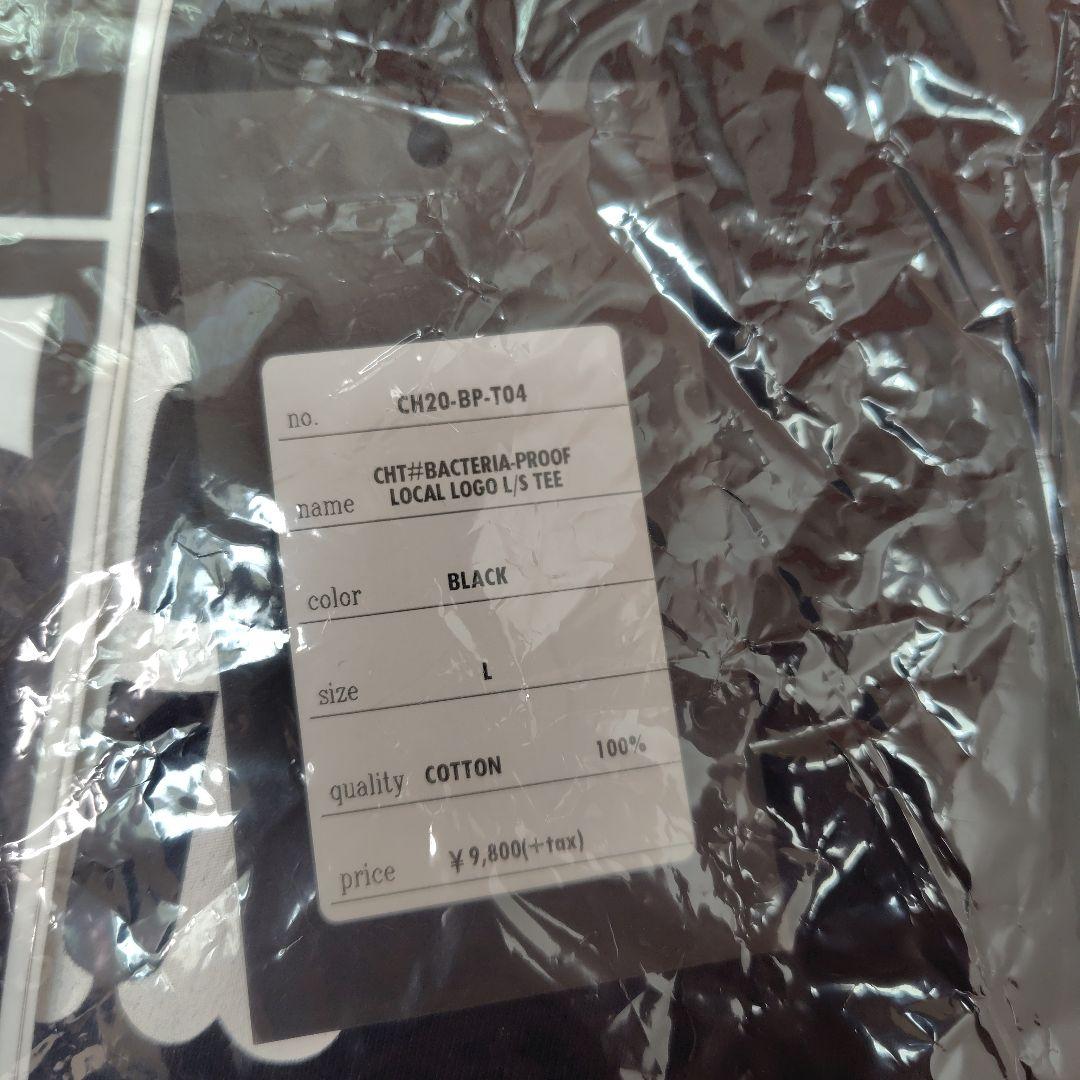 no. CH20-BP-T04
name CHT#BACTERIA-PROOF
LOCAL LOGO L/S TEE
color BLACK
size L
quality COTTON 100%
price ¥9,800(+tax)